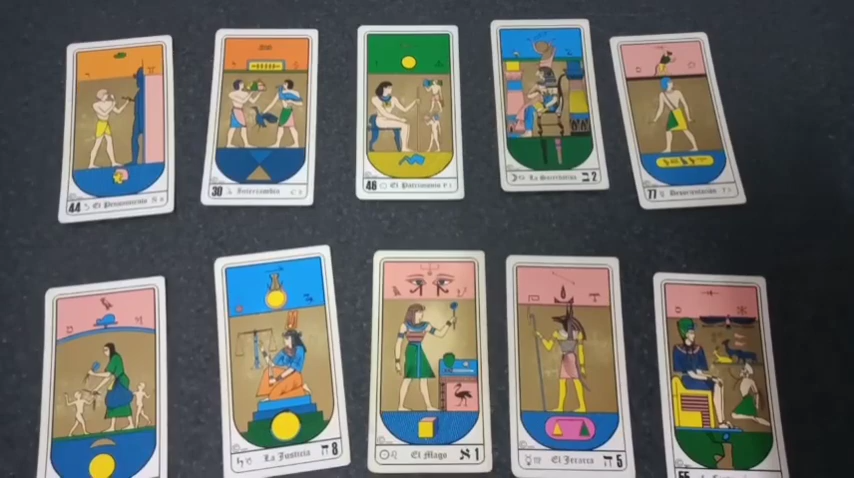 44 El Pensamiento
30 Intercambio
46 El Patrimonio
La Sacerdotisa ב 2
77 Desorientación
La Justicia ח 8
El Mago א 1
El Jerarca ה 5
55